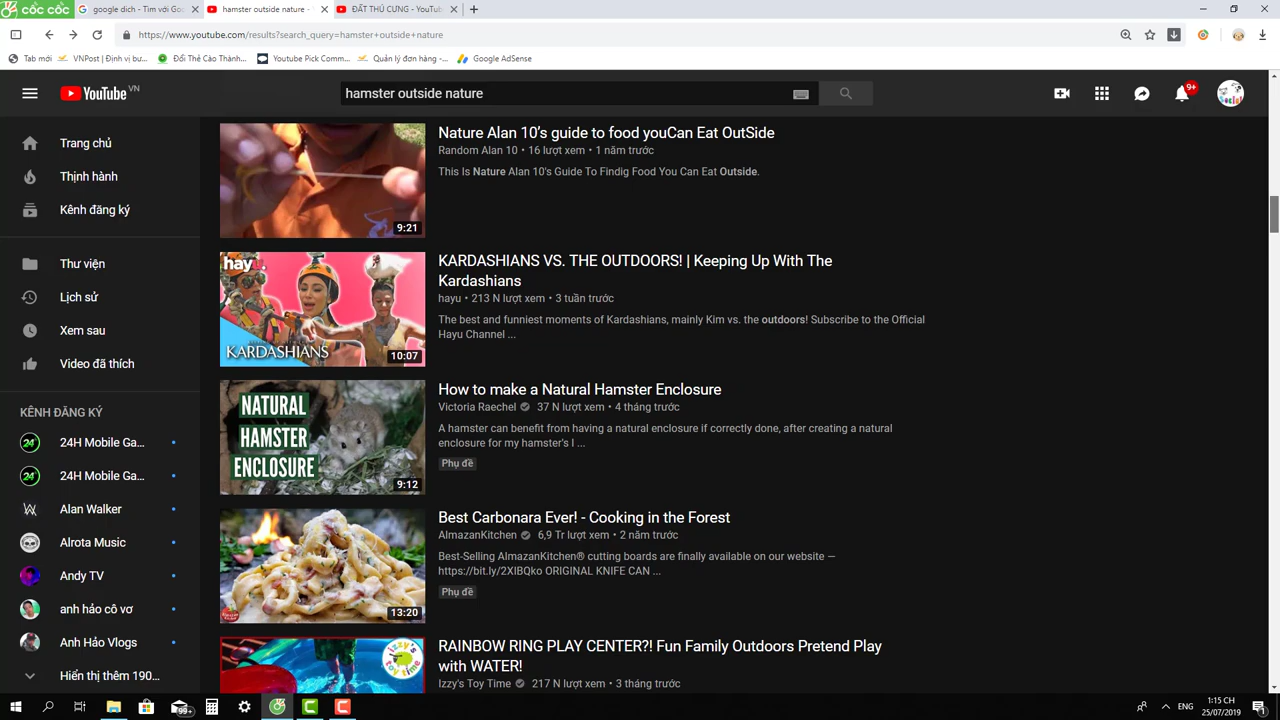 CỐC CỐC
google dich - Tìm với Goo
hamster outside nature -
ĐẤT THÚ CƯNG - YouTub
https://www.youtube.com/results?search_query=hamster+outside+nature
Tab mới
VNPost | Định vị bư...
Đổi Thẻ Cào Thành...
Youtube Pick Comm...
Quản lý đơn hàng -...
Google AdSense
YouTube VN
hamster outside nature
9+
Trang chủ
Thịnh hành
Kênh đăng ký
Thư viện
Lịch sử
Xem sau
Video đã thích
KÊNH ĐĂNG KÝ
24H Mobile Ga...
24H Mobile Ga...
Alan Walker
Alrota Music
Andy TV
anh hảo cô vơ
Anh Hảo Vlogs
Hiển thị thêm 190...
9:21
Nature Alan 10's guide to food youCan Eat OutSide
Random Alan 10 • 16 lượt xem • 1 năm trước
This Is Nature Alan 10's Guide To Findig Food You Can Eat Outside.
hayu
KARDASHIANS
10:07
KARDASHIANS VS. THE OUTDOORS! | Keeping Up With The
Kardashians
hayu • 213 N lượt xem • 3 tuần trước
The best and funniest moments of Kardashians, mainly Kim vs. the outdoors! Subscribe to the Official
Hayu Channel ...
NATURAL
HAMSTER
ENCLOSURE
9:12
How to make a Natural Hamster Enclosure
Victoria Raechel 37 N lượt xem • 4 tháng trước
A hamster can benefit from having a natural enclosure if correctly done, after creating a natural
enclosure for my hamster's I ...
Phụ đề
13:20
Best Carbonara Ever! - Cooking in the Forest
AlmazanKitchen 6,9 Tr lượt xem • 2 năm trước
Best-Selling AlmazanKitchen® cutting boards are finally available on our website —
https://bit.ly/2XIBQko ORIGINAL KNIFE CAN ...
Phụ đề
izzy's
toy time
RAINBOW RING PLAY CENTER?! Fun Family Outdoors Pretend Play
with WATER!
Izzy's Toy Time 217 N lượt xem • 3 tháng trước
99+
ENG
1:15 CH
25/07/2019
1